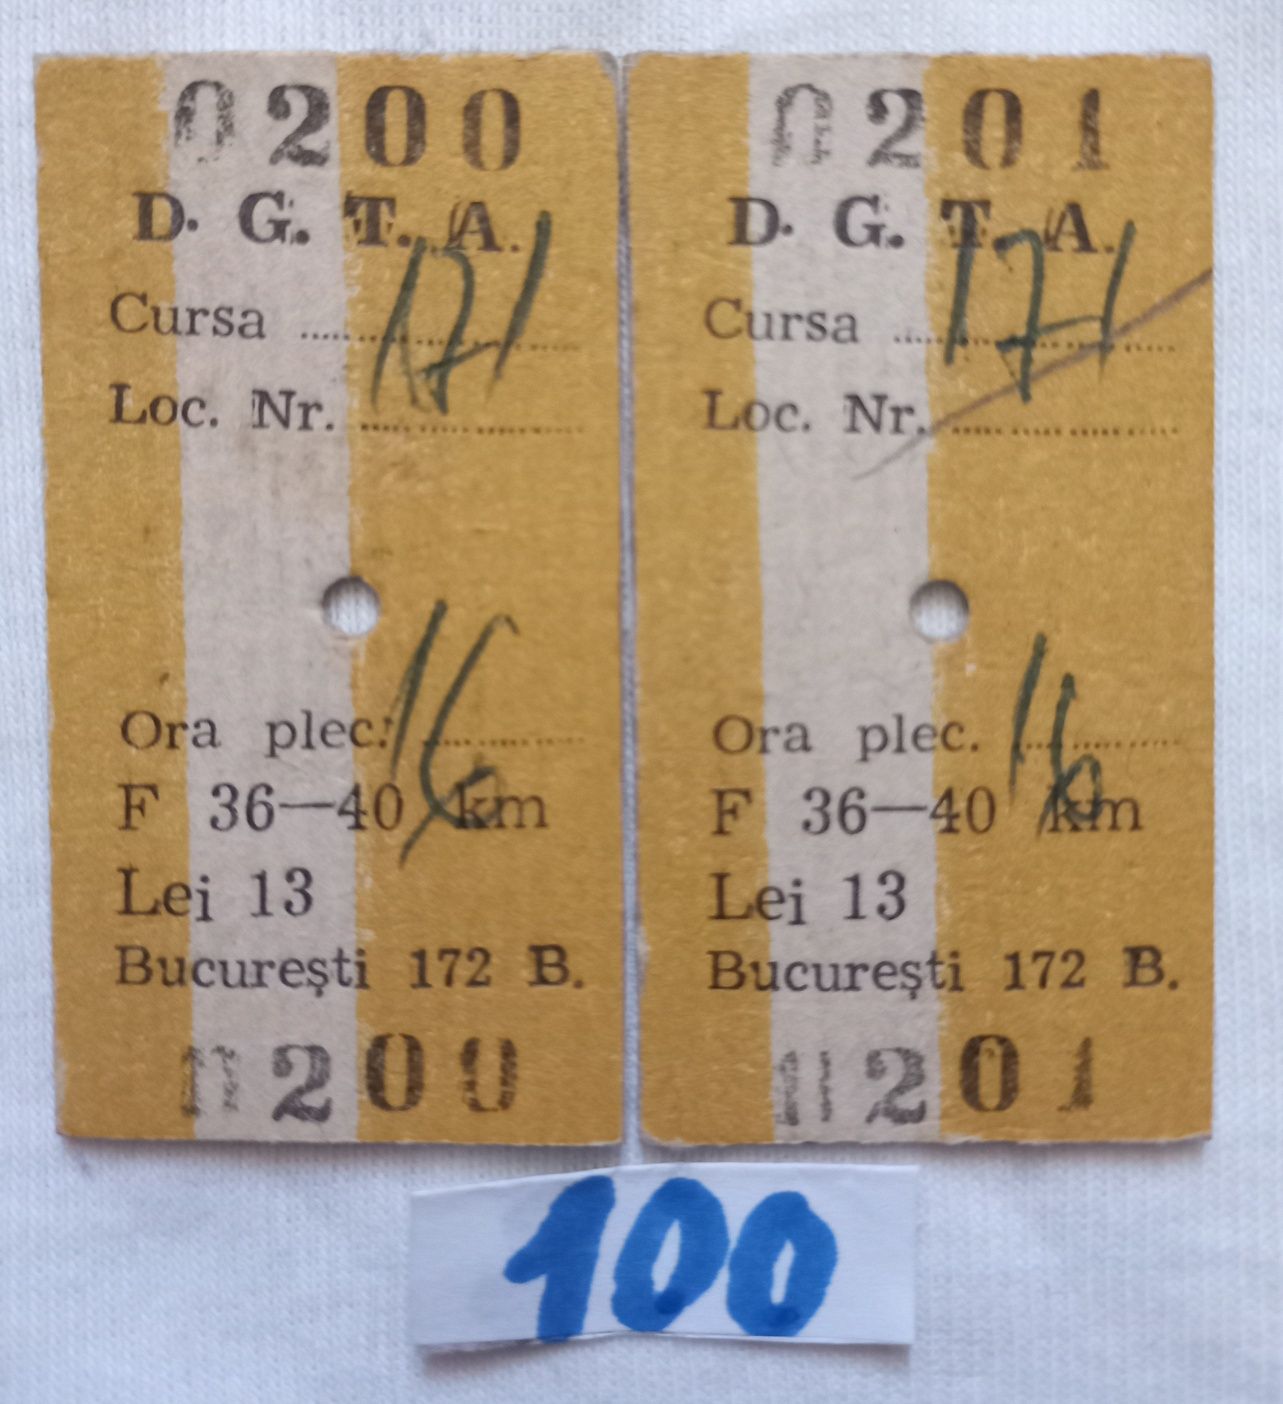 0200
D. G. T. A.
Cursa ........ 171
Loc. Nr. ........
Ora plec. ........ 16
F 36—40 km
Lei 13
București 172 B.
0200
0201
D. G. T. A.
Cursa ........ 171
Loc. Nr. ........
Ora plec. ........ 16
F 36—40 km
Lei 13
București 172 B.
0201
100